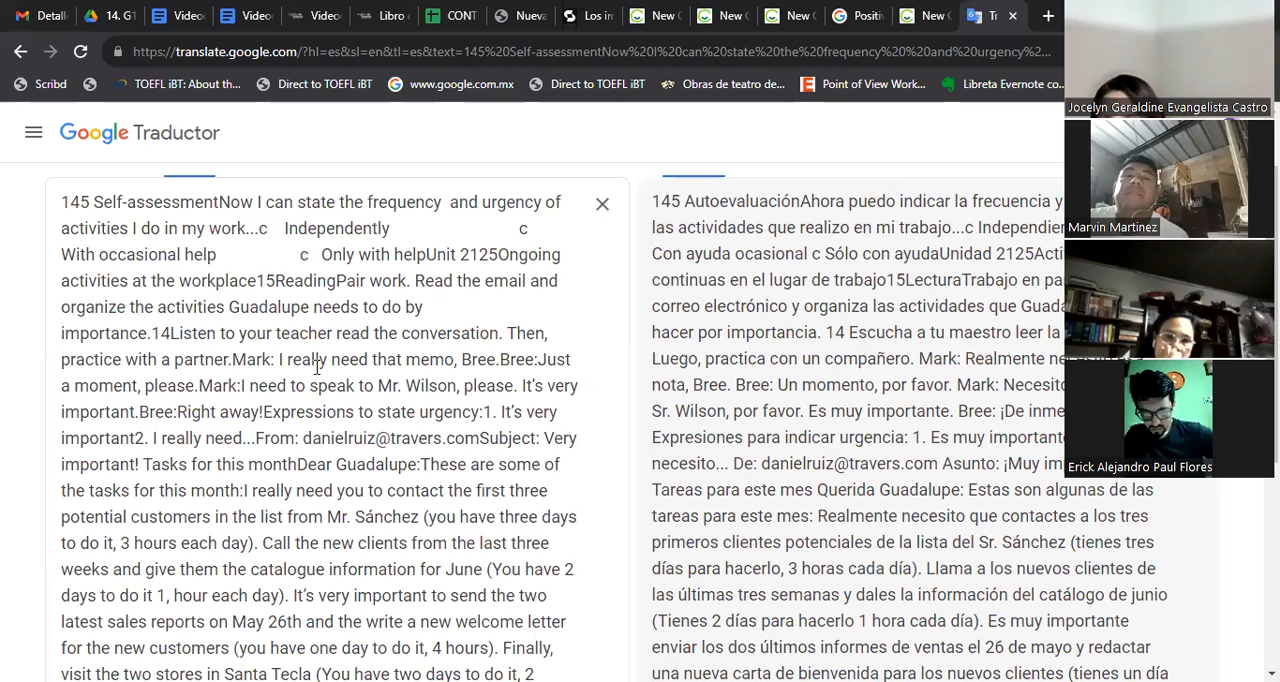 Detall
14. G1
Video
Video
Video
Libro
CONT
Nueva
Los im
New C
New C
New C
Positiv
New C
Tr
https://translate.google.com/?hl=es&sl=en&tl=es&text=145%20Self-assessmentNow%20I%20can%20state%20the%20frequency%20%20and%20urgency%...
Scribd
TOEFL iBT: About th...
Direct to TOEFL iBT
www.google.com.mx
Direct to TOEFL iBT
Obras de teatro de...
Point of View Work...
Libreta Evernote co...
Google Traductor
145 Self-assessmentNow I can state the frequency and urgency of
activities I do in my work...c Independently c
With occasional help c Only with helpUnit 2125Ongoing
activities at the workplace15ReadingPair work. Read the email and
organize the activities Guadalupe needs to do by
importance.14Listen to your teacher read the conversation. Then,
practice with a partner.Mark: I really need that memo, Bree.Bree:Just
a moment, please.Mark:I need to speak to Mr. Wilson, please. It’s very
important.Bree:Right away!Expressions to state urgency:1. It’s very
important2. I really need...From: danielruiz@travers.comSubject: Very
important! Tasks for this monthDear Guadalupe:These are some of
the tasks for this month:I really need you to contact the first three
potential customers in the list from Mr. Sánchez (you have three days
to do it, 3 hours each day). Call the new clients from the last three
weeks and give them the catalogue information for June (You have 2
days to do it 1, hour each day). It’s very important to send the two
latest sales reports on May 26th and the write a new welcome letter
for the new customers (you have one day to do it, 4 hours). Finally,
visit the two stores in Santa Tecla (You have two days to do it, 2
145 AutoevaluaciónAhora puedo indicar la frecuencia y
las actividades que realizo en mi trabajo...c Independien
Con ayuda ocasional c Sólo con ayudaUnidad 2125Acti
continuas en el lugar de trabajo15LecturaTrabajo en pa
correo electrónico y organiza las actividades que Guad
hacer por importancia. 14 Escucha a tu maestro leer la
Luego, practica con un compañero. Mark: Realmente
nota, Bree. Bree: Un momento, por favor. Mark: Necesito
Sr. Wilson, por favor. Es muy importante. Bree: ¡De inme
Expresiones para indicar urgencia: 1. Es muy importante
necesito... De: danielruiz@travers.com Asunto: ¡Muy im
Tareas para este mes Querida Guadalupe: Estas son algunas de las
tareas para este mes: Realmente necesito que contactes a los tres
primeros clientes potenciales de la lista del Sr. Sánchez (tienes tres
días para hacerlo, 3 horas cada día). Llama a los nuevos clientes de
las últimas tres semanas y dales la información del catálogo de junio
(Tienes 2 días para hacerlo 1 hora cada día). Es muy importante
enviar los dos últimos informes de ventas el 26 de mayo y redactar
una nueva carta de bienvenida para los nuevos clientes (tienes un día
Jocelyn Geraldine Evangelista Castro
Marvin Martinez
Erick Alejandro Paul Flores